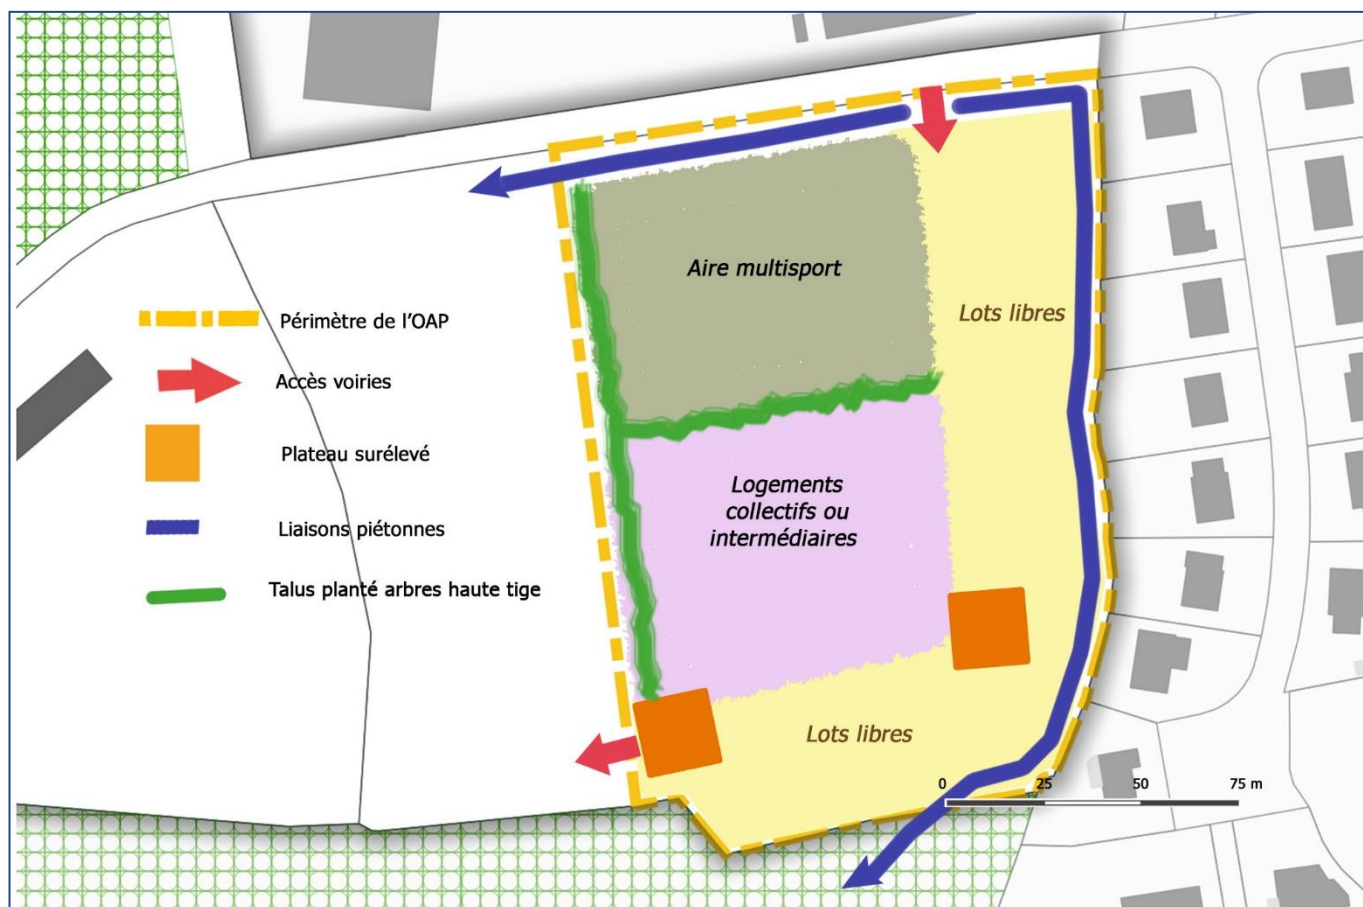 Aire multisport
Lots libres
Périmètre de l'OAP
Accès voiries
Plateau surélevé
Logements
collectifs ou
intermédiaires
Liaisons piétonnes
Talus planté arbres haute tige
Lots libres
0 25 50 75 m